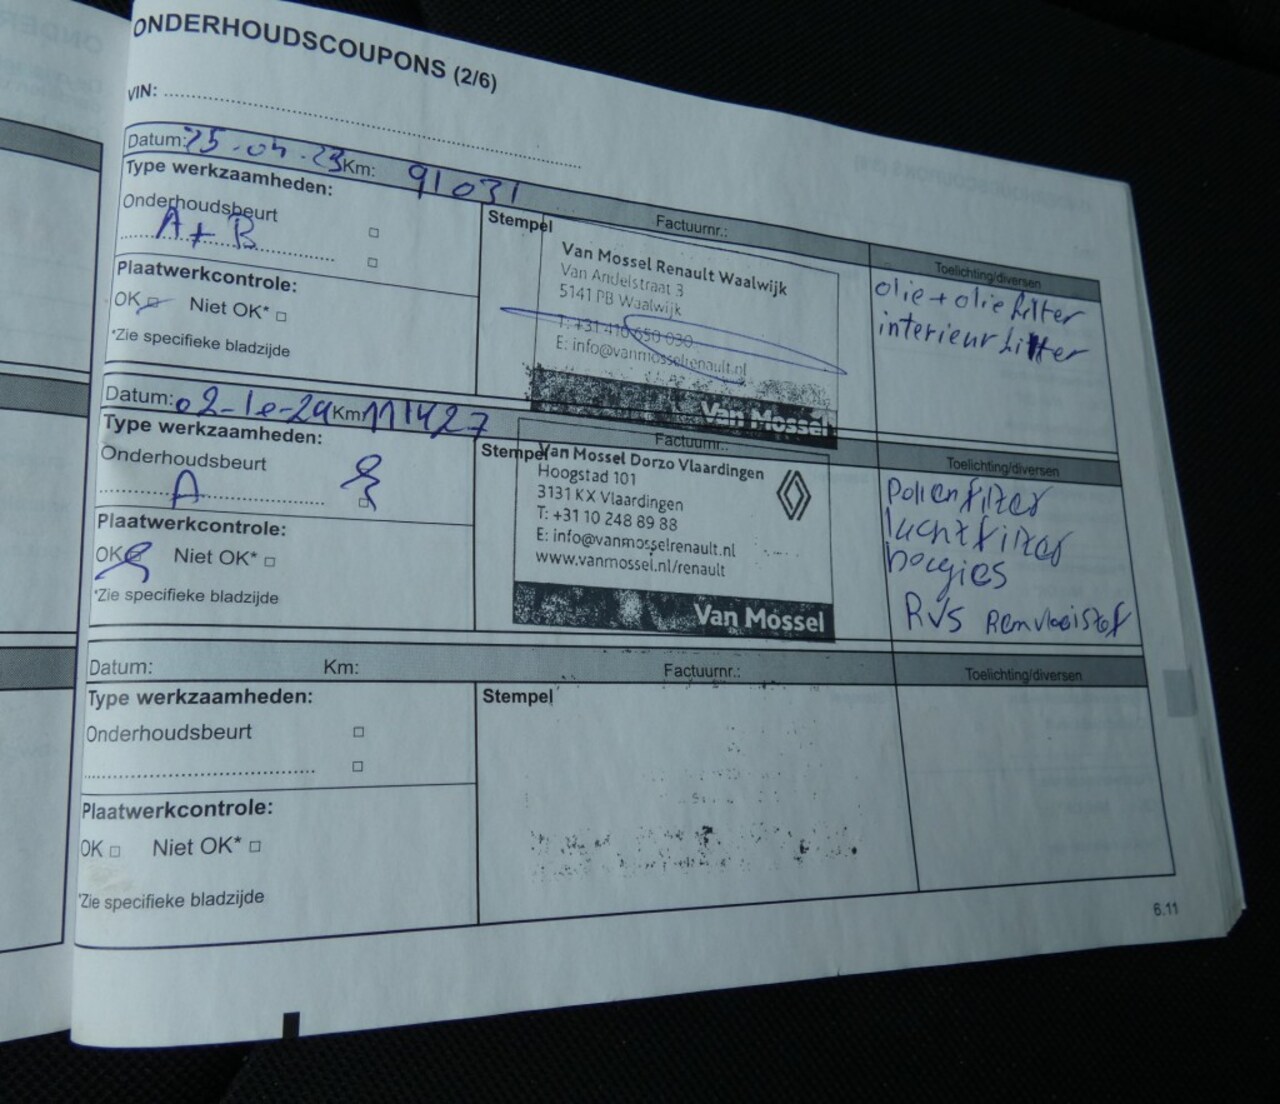 ONDERHOUDSCOUPONS (2/6)
VIN:
Datum: 25-04-23 Km: 91031
Type werkzaamheden:
Onderhoudsbeurt
A+B
Plaatwerkcontrole:
OK Niet OK*
*Zie specifieke bladzijde
Stempel
Factuurnr.:
Van Mossel Renault Waalwijk
Van Andelstraat 3
5141 PB Waalwijk
T: +31 416 650 030
E: info@vanmosselrenault.nl
Van Mossel
Toelichting/diversen
olie + olie filter
interieurfilter
Datum: 02-10-24 Km: 111427
Type werkzaamheden:
Onderhoudsbeurt
A
Plaatwerkcontrole:
OK Niet OK*
*Zie specifieke bladzijde
Stempel
Factuurnr.:
Van Mossel Dorzo Vlaardingen
Hoogstad 101
3131 KX Vlaardingen
T: +31 10 248 89 88
E: info@vanmosselrenault.nl
www.vanmossel.nl/renault
Van Mossel
Toelichting/diversen
pollenfilter
luchtfilter
bougies
RVS Remvloeistof
Datum: Km:
Factuurnr.:
Toelichting/diversen
Type werkzaamheden:
Onderhoudsbeurt
Plaatwerkcontrole:
OK Niet OK*
*Zie specifieke bladzijde
Stempel
6.11